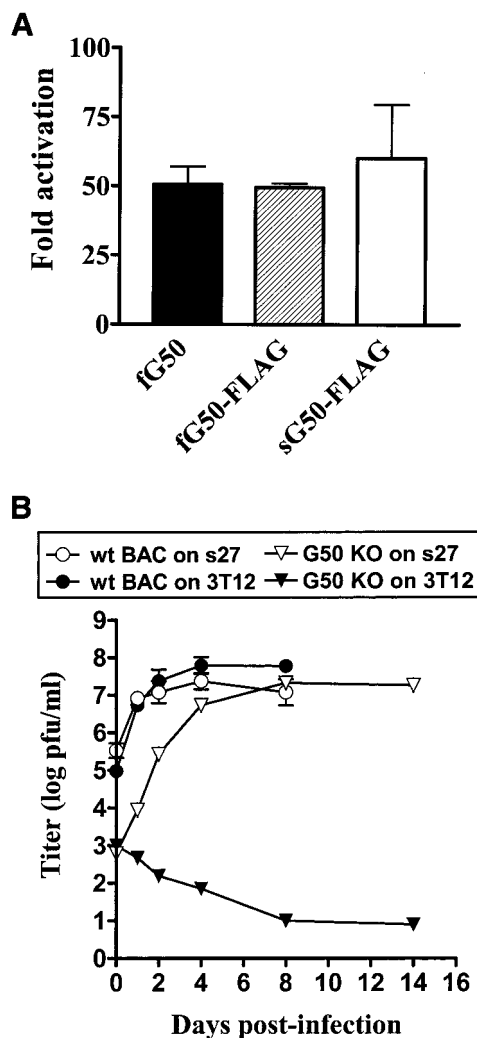 A
Fold activation
100
75
50
25
0
fG50
fG50-FLAG
sG50-FLAG
B
wt BAC on s27
G50 KO on s27
wt BAC on 3T12
G50 KO on 3T12
Titer (log pfu/ml)
9
8
7
6
5
4
3
2
1
0
0 2 4 6 8 10 12 14 16
Days post-infection